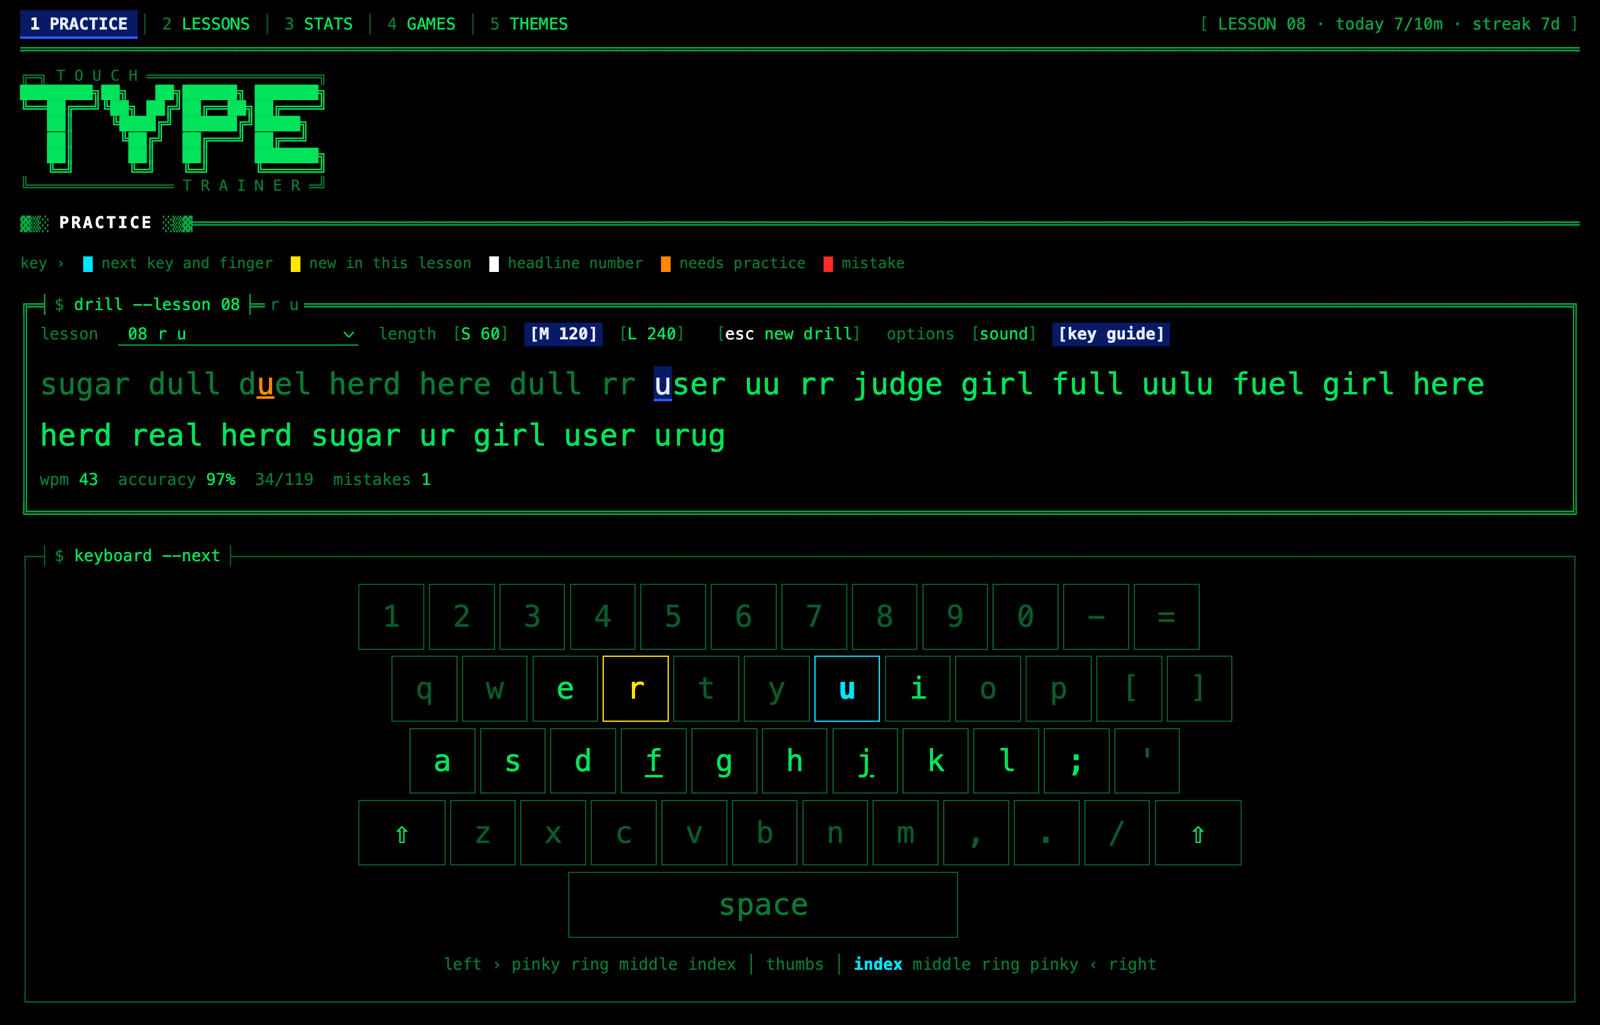 1 PRACTICE │ 2 LESSONS │ 3 STATS │ 4 GAMES │ 5 THEMES [ LESSON 08 · today 7/10m · streak 7d ]
TOUCH
TYPE
TRAINER
PRACTICE
key › next key and finger new in this lesson headline number needs practice mistake
$ drill --lesson 08 r u
lesson 08 r u length [S 60] [M 120] [L 240] [esc new drill] options [sound] [key guide]
sugar dull duel herd here dull rr user uu rr judge girl full uulu fuel girl here
herd real herd sugar ur girl user urug
wpm 43 accuracy 97% 34/119 mistakes 1
$ keyboard --next
1 2 3 4 5 6 7 8 9 0 - =
q w e r t y u i o p [ ]
a s d f g h j k l ; '
⇧ z x c v b n m , . / ⇧
space
left › pinky ring middle index │ thumbs │ index middle ring pinky ‹ right